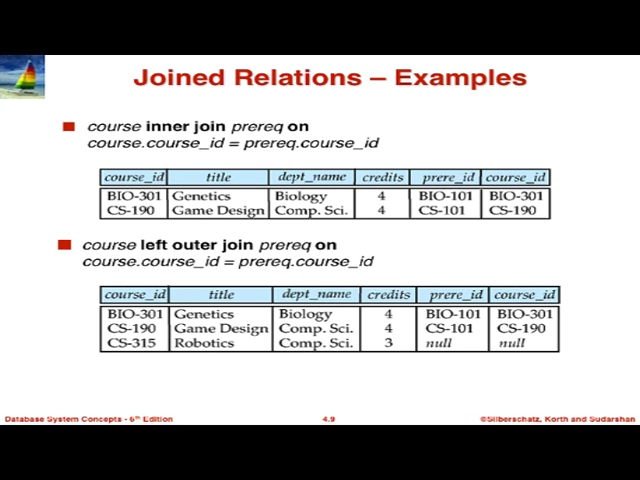 Joined Relations – Examples
course inner join prereq on
course.course_id = prereq.course_id
course_id title dept_name credits prere_id course_id
BIO-301 Genetics Biology 4 BIO-101 BIO-301
CS-190 Game Design Comp. Sci. 4 CS-101 CS-190
course left outer join prereq on
course.course_id = prereq.course_id
course_id title dept_name credits prere_id course_id
BIO-301 Genetics Biology 4 BIO-101 BIO-301
CS-190 Game Design Comp. Sci. 4 CS-101 CS-190
CS-315 Robotics Comp. Sci. 3 null null
Database System Concepts - 6th Edition 4.9 ©Silberschatz, Korth and Sudarshan